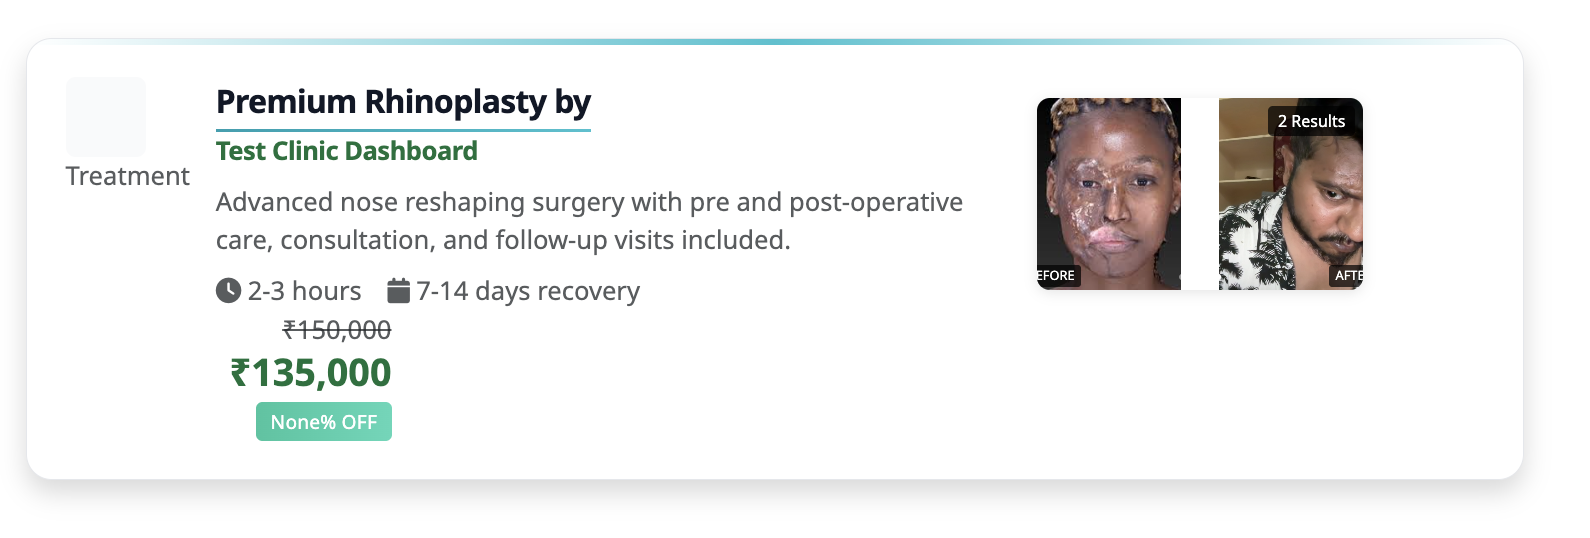 Treatment
Premium Rhinoplasty by
Test Clinic Dashboard
Advanced nose reshaping surgery with pre and post-operative
care, consultation, and follow-up visits included.
2-3 hours 7-14 days recovery
₹150,000
₹135,000
None% OFF
2 Results
EFORE
AFTE